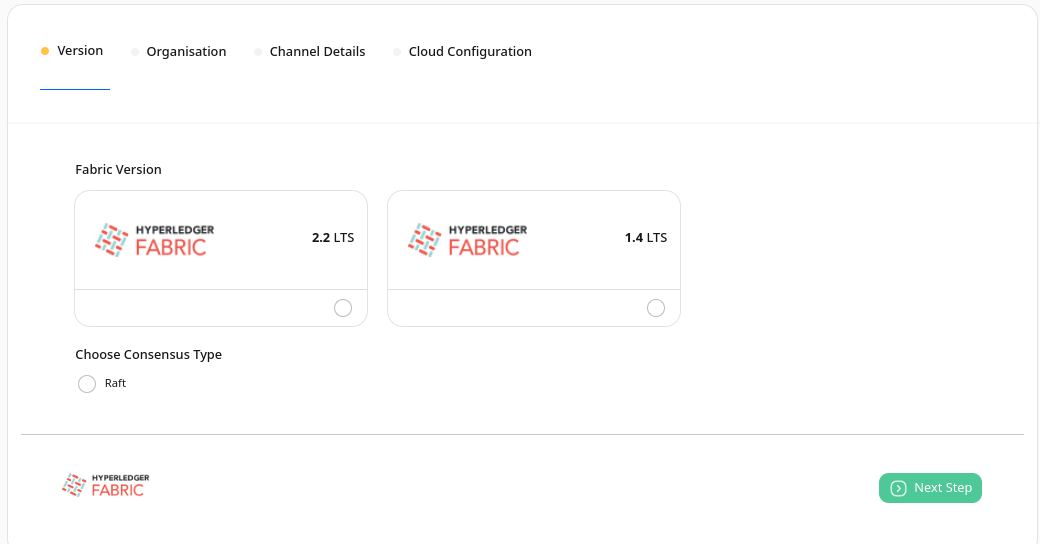 Version Organisation Channel Details Cloud Configuration
Fabric Version
HYPERLEDGER
FABRIC
2.2 LTS
HYPERLEDGER
FABRIC
1.4 LTS
Choose Consensus Type
Raft
HYPERLEDGER
FABRIC
Next Step